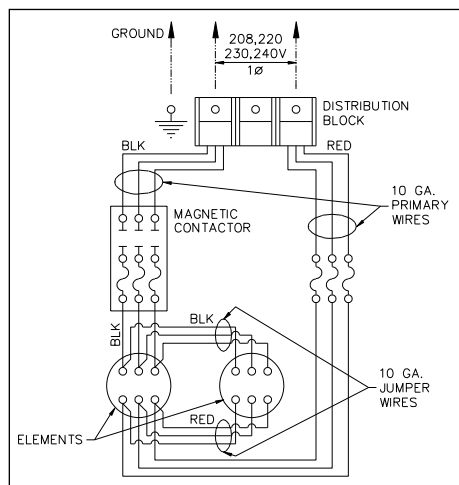 GROUND
208,220
230,240V
1Ø
DISTRIBUTION
BLOCK
BLK
RED
10 GA.
PRIMARY
WIRES
MAGNETIC
CONTACTOR
BLK
BLK
10 GA.
JUMPER
WIRES
RED
ELEMENTS